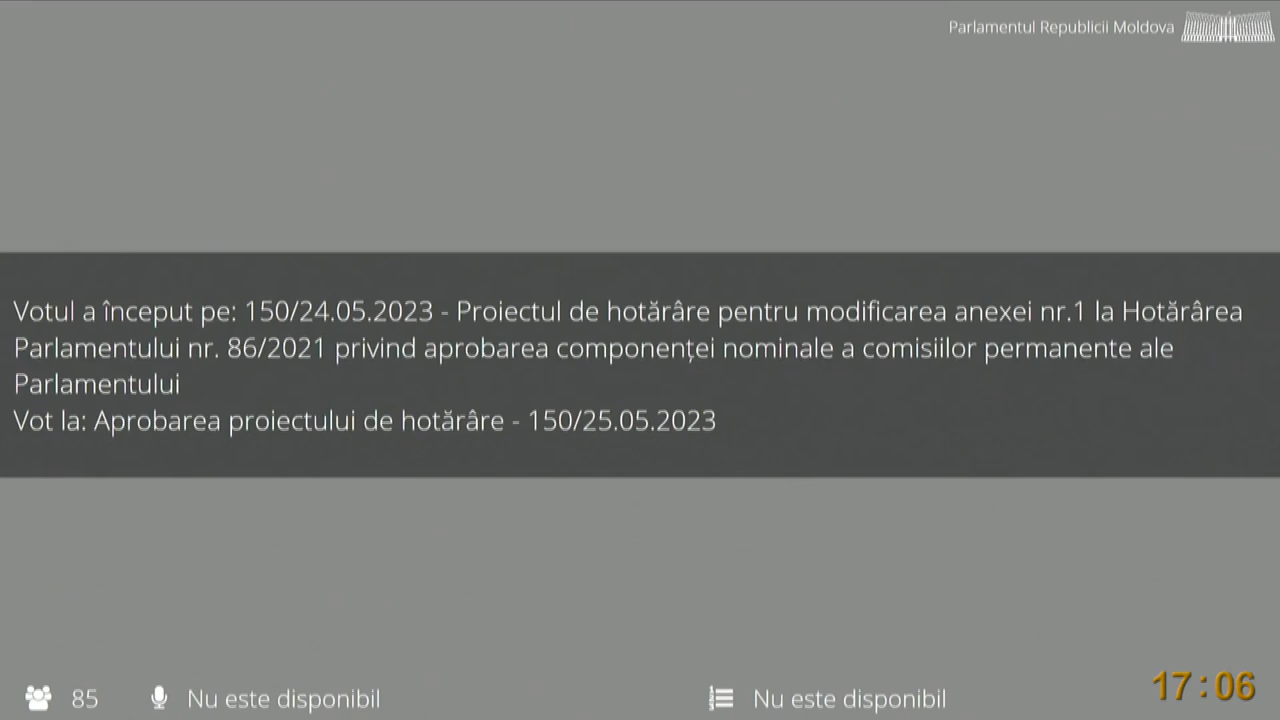 Parlamentul Republicii Moldova
Votul a început pe: 150/24.05.2023 - Proiectul de hotărâre pentru modificarea anexei nr.1 la Hotărârea
Parlamentului nr. 86/2021 privind aprobarea componenței nominale a comisiilor permanente ale
Parlamentului
Vot la: Aprobarea proiectului de hotărâre - 150/25.05.2023
85 Nu este disponibil Nu este disponibil 17:06